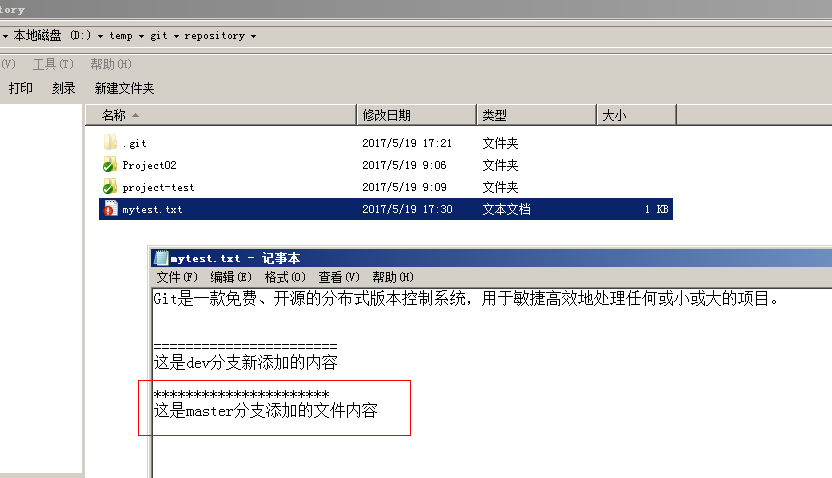 tory
本地磁盘 (D:) temp git repository
(V) 工具(T) 帮助(H)
打印 刻录 新建文件夹
名称 修改日期 类型 大小
.git 2017/5/19 17:21 文件夹
Project02 2017/5/19 9:06 文件夹
project-test 2017/5/19 9:09 文件夹
mytest.txt 2017/5/19 17:30 文本文档 1 KB
mytest.txt - 记事本
文件(F) 编辑(E) 格式(O) 查看(V) 帮助(H)
Git是一款免费、开源的分布式版本控制系统，用于敏捷高效地处理任何或小或大的项目。
=======================
这是dev分支新添加的内容
**********************
这是master分支添加的文件内容